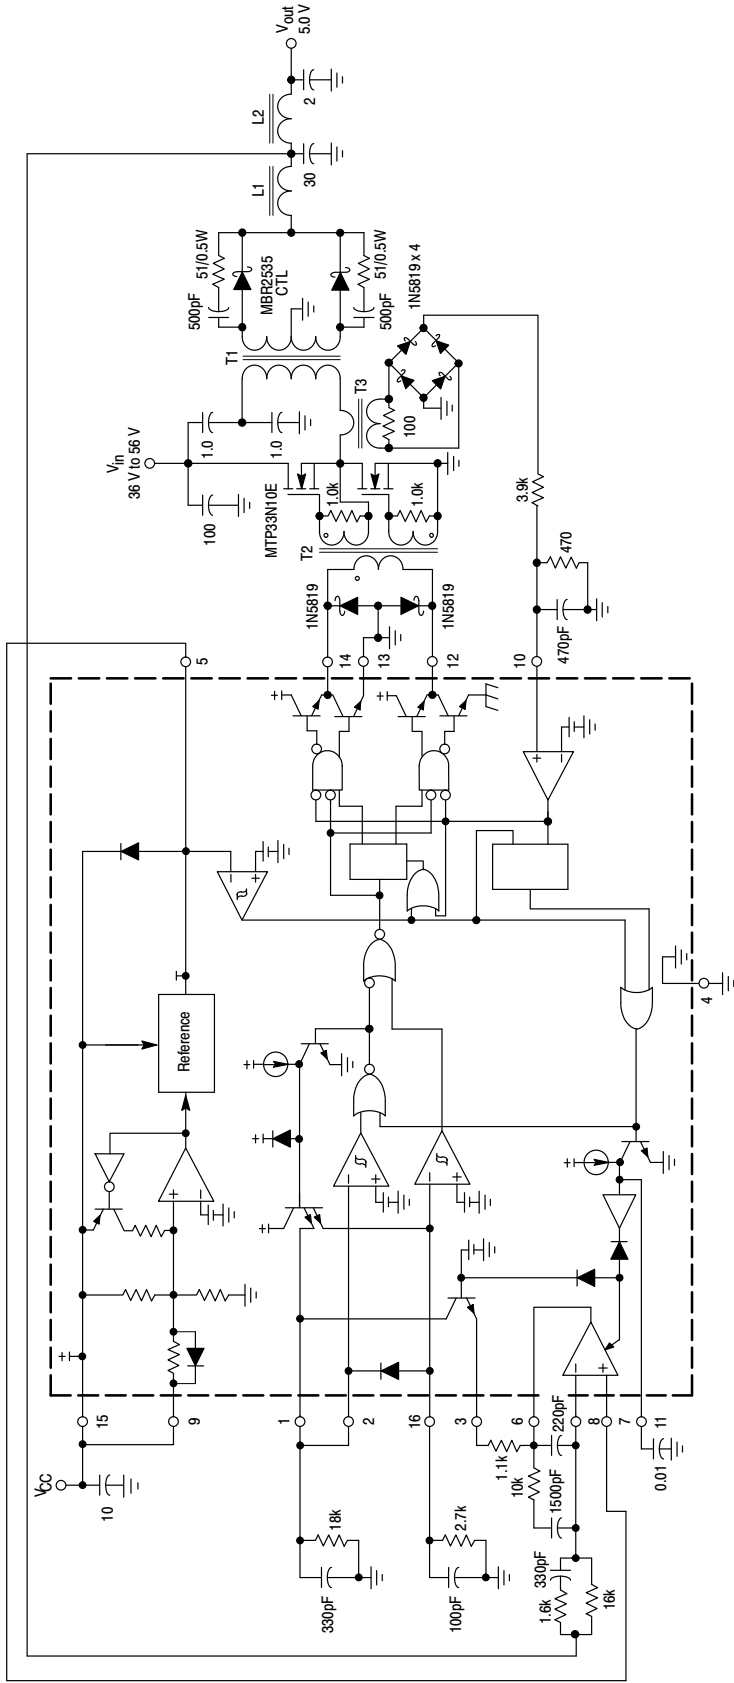 VCC
10
15
9
Reference
5
Vin
36 V to 56 V
100
1.0
1.0
T1
500pF
51/0.5W
MBR2535
CTL
500pF
51/0.5W
L1
30
L2
2
Vout
5.0 V
MTP33N10E
1.0k
1.0k
T2
T3
100
1N5819 x 4
1N5819
1N5819
14
13
12
1
2
330pF
18k
16
100pF
2.7k
3
1.1k
6
10k
220pF
1500pF
330pF
1.6k
16k
8
7
11
0.01
4
10
3.9k
470pF
470
+
–
–
+
–
+
–
+
–
+
+
–